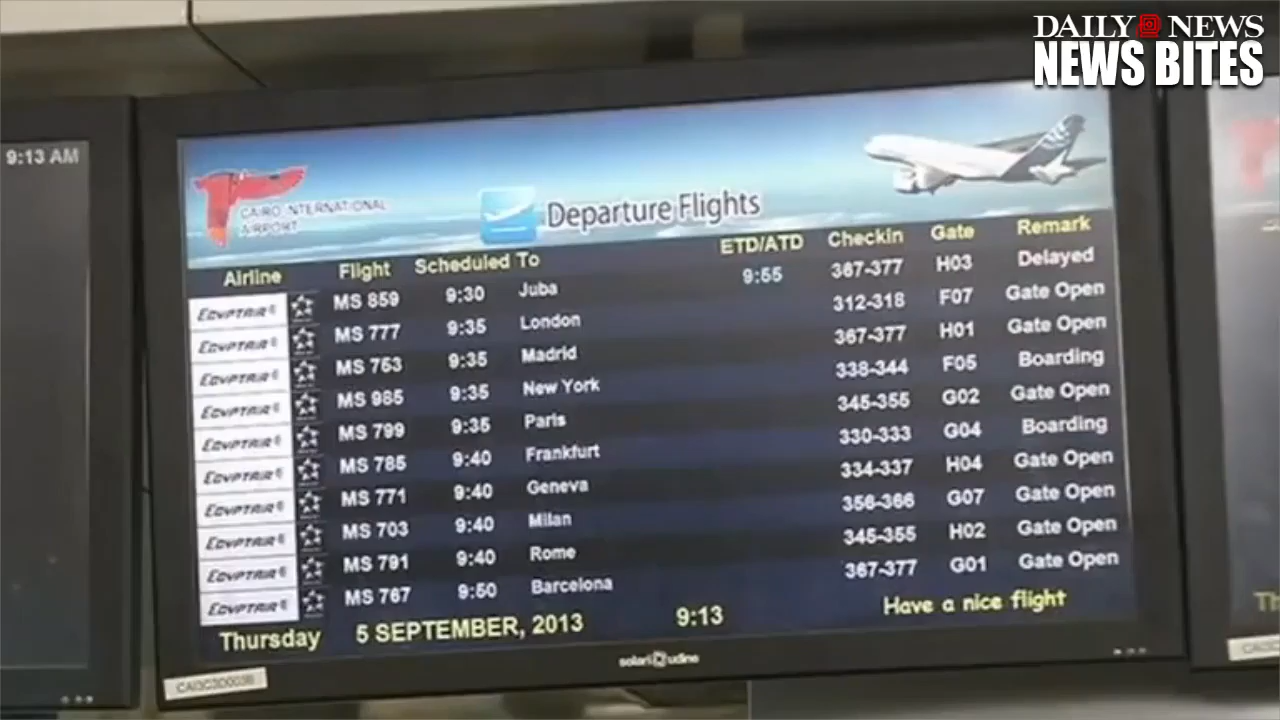 DAILY NEWS
NEWS BITES
9:13 AM
CAIRO INTERNATIONAL
AIRPORT
Departure Flights
Airline Flight Scheduled To ETD/ATD Checkin Gate Remark
EGYPTAIR MS 859 9:30 Juba 9:55 367-377 H03 Delayed
EGYPTAIR MS 777 9:35 London 312-318 F07 Gate Open
EGYPTAIR MS 753 9:35 Madrid 367-377 H01 Gate Open
EGYPTAIR MS 985 9:35 New York 338-344 F05 Boarding
EGYPTAIR MS 799 9:35 Paris 345-355 G02 Gate Open
EGYPTAIR MS 785 9:40 Frankfurt 330-333 G04 Boarding
EGYPTAIR MS 771 9:40 Geneva 334-337 H04 Gate Open
EGYPTAIR MS 703 9:40 Milan 356-366 G07 Gate Open
EGYPTAIR MS 791 9:40 Rome 345-355 H02 Gate Open
EGYPTAIR MS 767 9:50 Barcelona 367-377 G01 Gate Open
Thursday 5 SEPTEMBER, 2013 9:13 Have a nice flight
solari udine